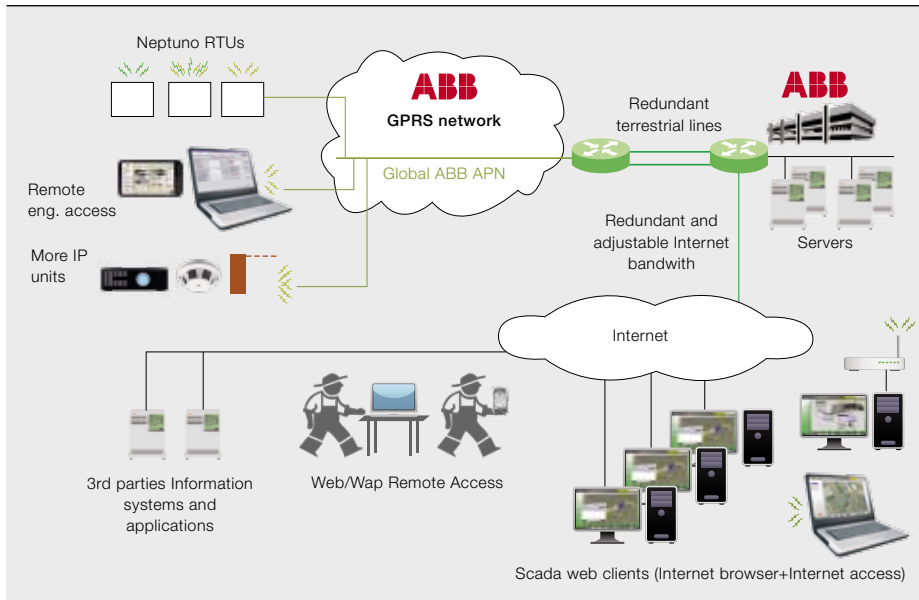 Neptuno RTUs
ABB
GPRS network
Global ABB APN
Redundant
terrestrial lines
ABB
Servers
Remote
eng. access
More IP
units
Redundant and
adjustable Internet
bandwith
Internet
3rd parties Information
systems and
applications
Web/Wap Remote Access
Scada web clients (Internet browser+Internet access)